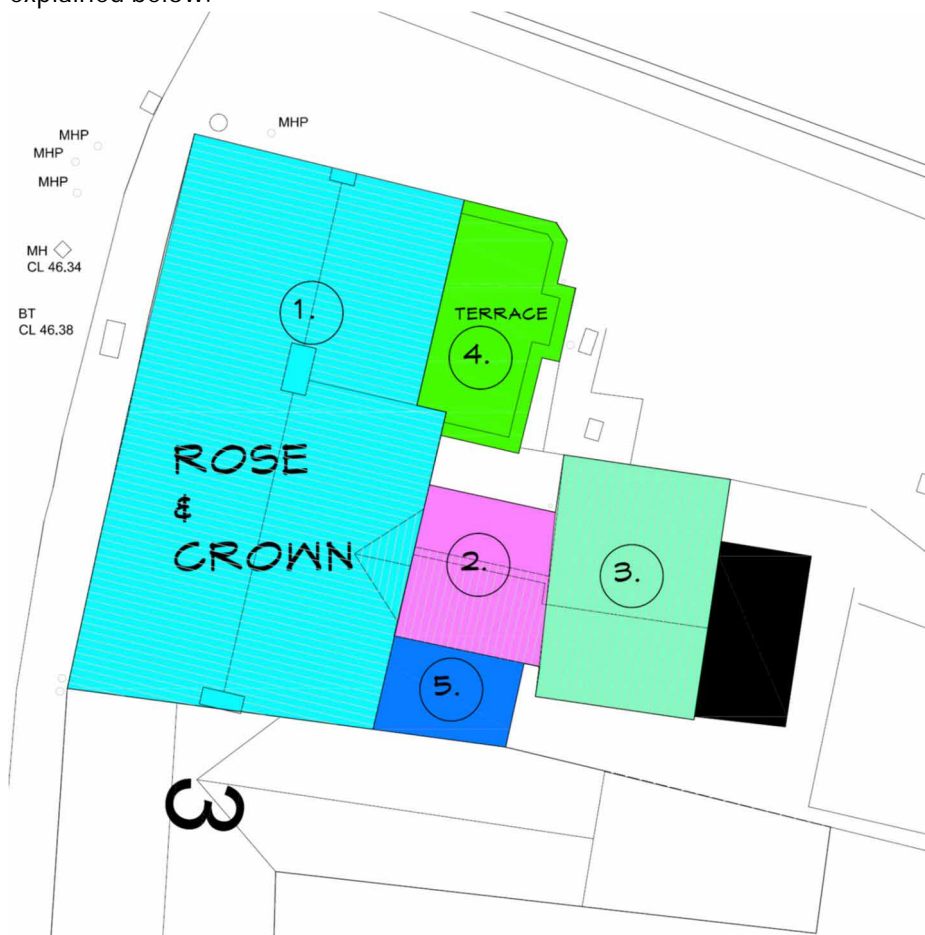 explained below.
MHP
MHP
MHP
MHP
MH
CL 46.34
BT
CL 46.38
1.
TERRACE
4.
ROSE
&
CROWN
2.
3.
5.
3